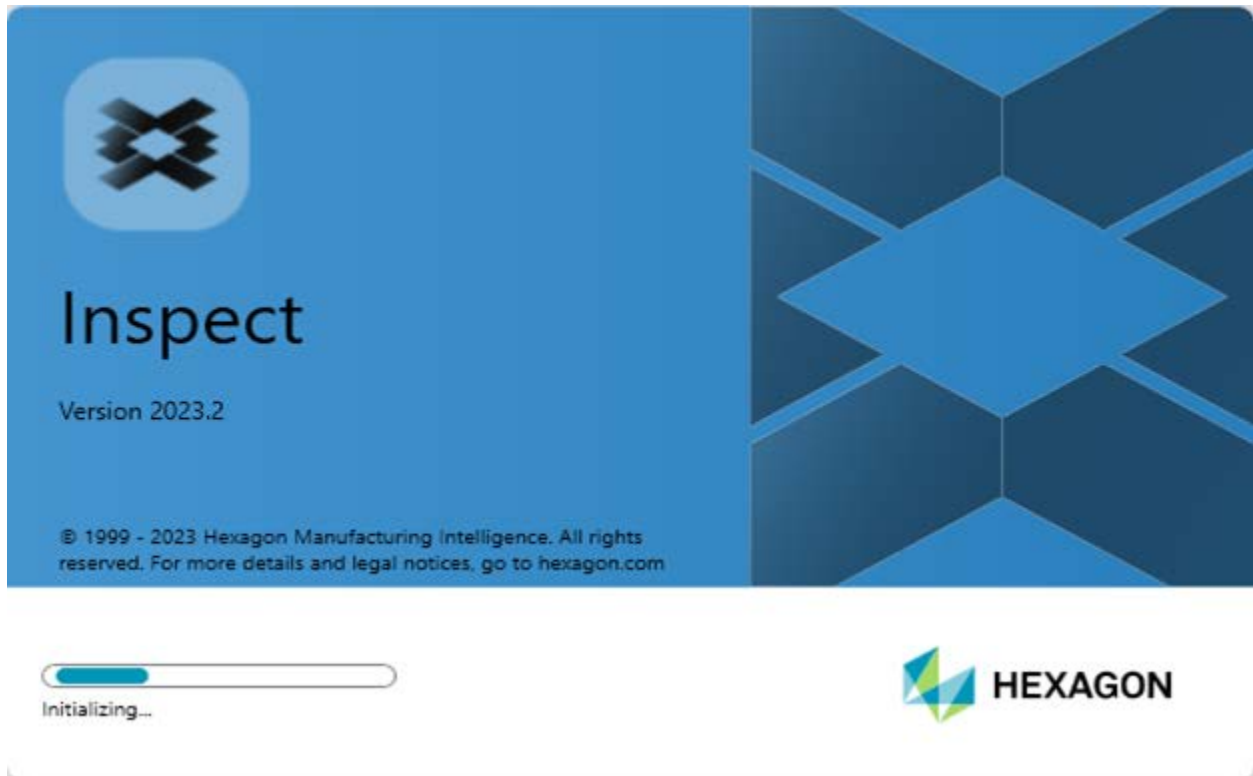 Inspect
Version 2023.2
© 1999 - 2023 Hexagon Manufacturing Intelligence. All rights
reserved. For more details and legal notices, go to hexagon.com
Initializing...
HEXAGON